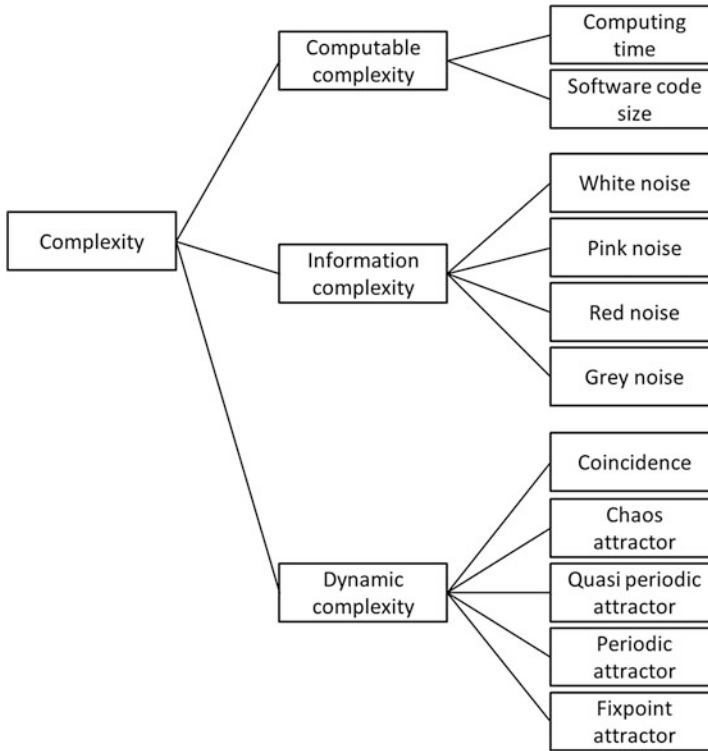 Complexity
Computable
complexity
Computing
time
Software code
size
Information
complexity
White noise
Pink noise
Red noise
Grey noise
Dynamic
complexity
Coincidence
Chaos
attractor
Quasi periodic
attractor
Periodic
attractor
Fixpoint
attractor